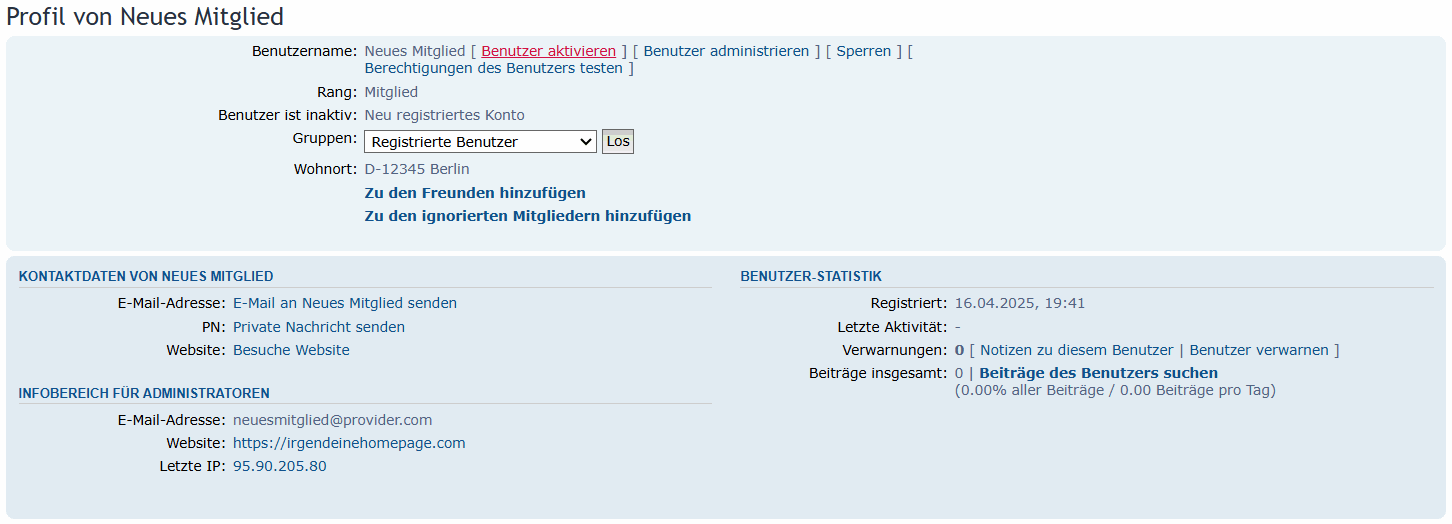 Profil von Neues Mitglied
Benutzername: Neues Mitglied [ Benutzer aktivieren ] [ Benutzer administrieren ] [ Sperren ] [
Berechtigungen des Benutzers testen ]
Rang: Mitglied
Benutzer ist inaktiv: Neu registriertes Konto
Gruppen: Registrierte Benutzer Los
Wohnort: D-12345 Berlin
Zu den Freunden hinzufügen
Zu den ignorierten Mitgliedern hinzufügen
KONTAKTDATEN VON NEUES MITGLIED
E-Mail-Adresse: E-Mail an Neues Mitglied senden
PN: Private Nachricht senden
Website: Besuche Website
INFOBEREICH FÜR ADMINISTRATOREN
E-Mail-Adresse: neuesmitglied@provider.com
Website: https://irgendeinehomepage.com
Letzte IP: 95.90.205.80
BENUTZER-STATISTIK
Registriert: 16.04.2025, 19:41
Letzte Aktivität: -
Verwarnungen: 0 [ Notizen zu diesem Benutzer | Benutzer verwarnen ]
Beiträge insgesamt: 0 | Beiträge des Benutzers suchen
(0.00% aller Beiträge / 0.00 Beiträge pro Tag)